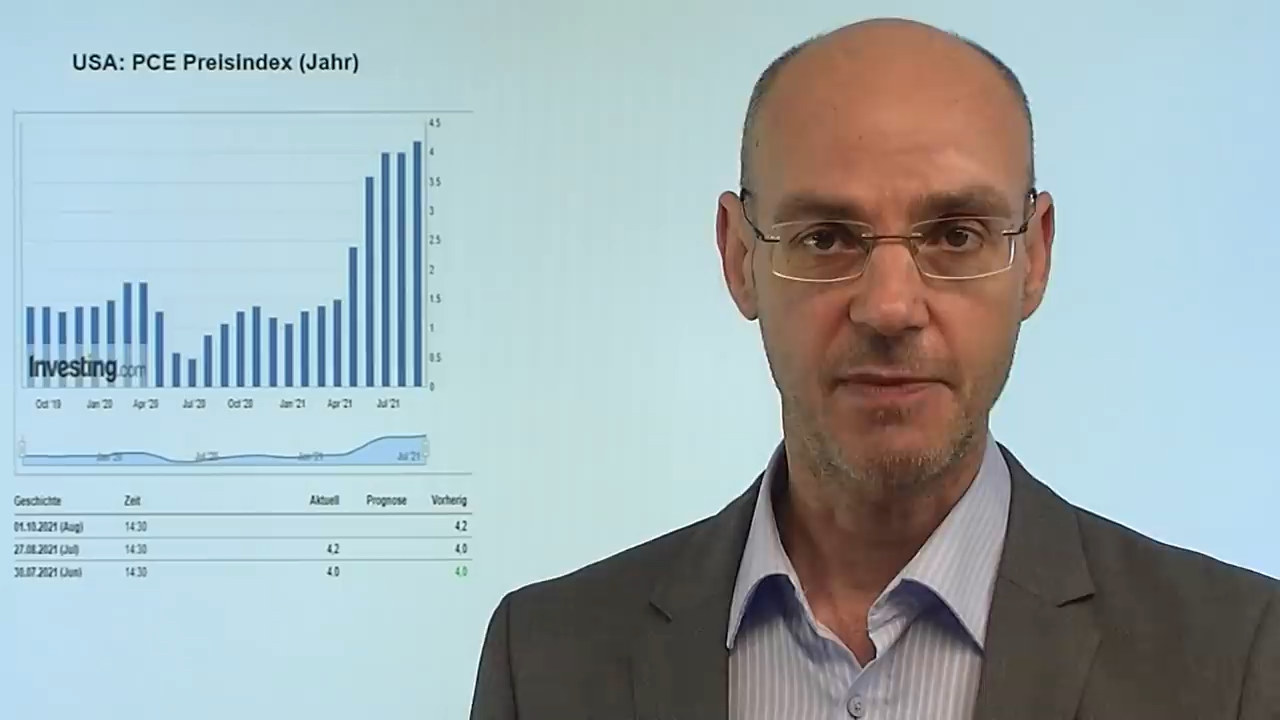 USA: PCE Preisindex (Jahr)
4.5
4
3.5
3
2.5
2
1.5
1
0.5
0
Investing.com
Oct '19 Jan '20 Apr '20 Jul '20 Oct '20 Jan '21 Apr '21 Jul '21
Jan '20 Jul '20 Jan '21 Jul '21
Geschichte Zeit Aktuell Prognose Vorherig
01.10.2021 (Aug) 14:30 4,2
27.08.2021 (Jul) 14:30 4,2 4,0
30.07.2021 (Jun) 14:30 4,0 4,0